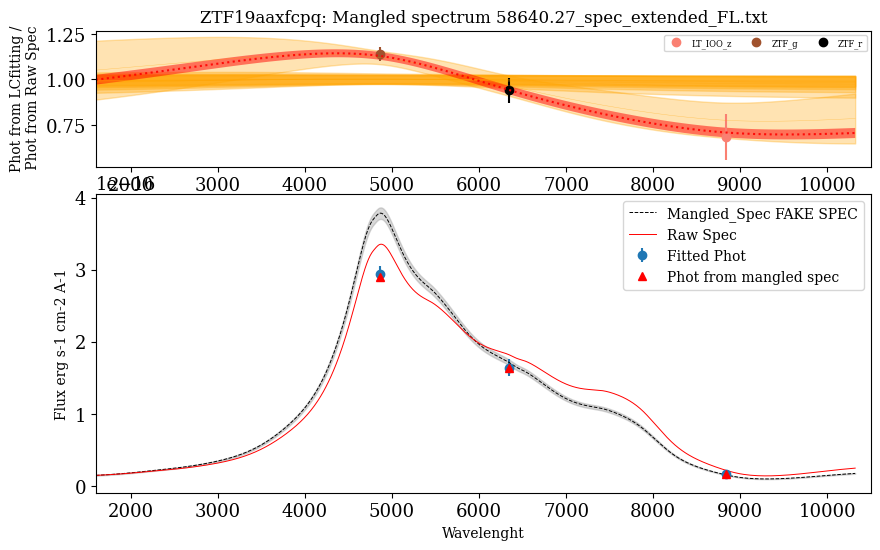 ZTF19aaxfcpq: Mangled spectrum 58640.27_spec_extended_FL.txt
Phot from LCfitting /
Phot from Raw Spec
1.25
1.00
0.75
LT_IOO_z
ZTF_g
ZTF_r
2000 3000 4000 5000 6000 7000 8000 9000 10000
1e−16
Flux erg s-1 cm-2 A-1
4
3
2
1
0
Mangled_Spec FAKE SPEC
Raw Spec
Fitted Phot
Phot from mangled spec
2000 3000 4000 5000 6000 7000 8000 9000 10000
Wavelenght